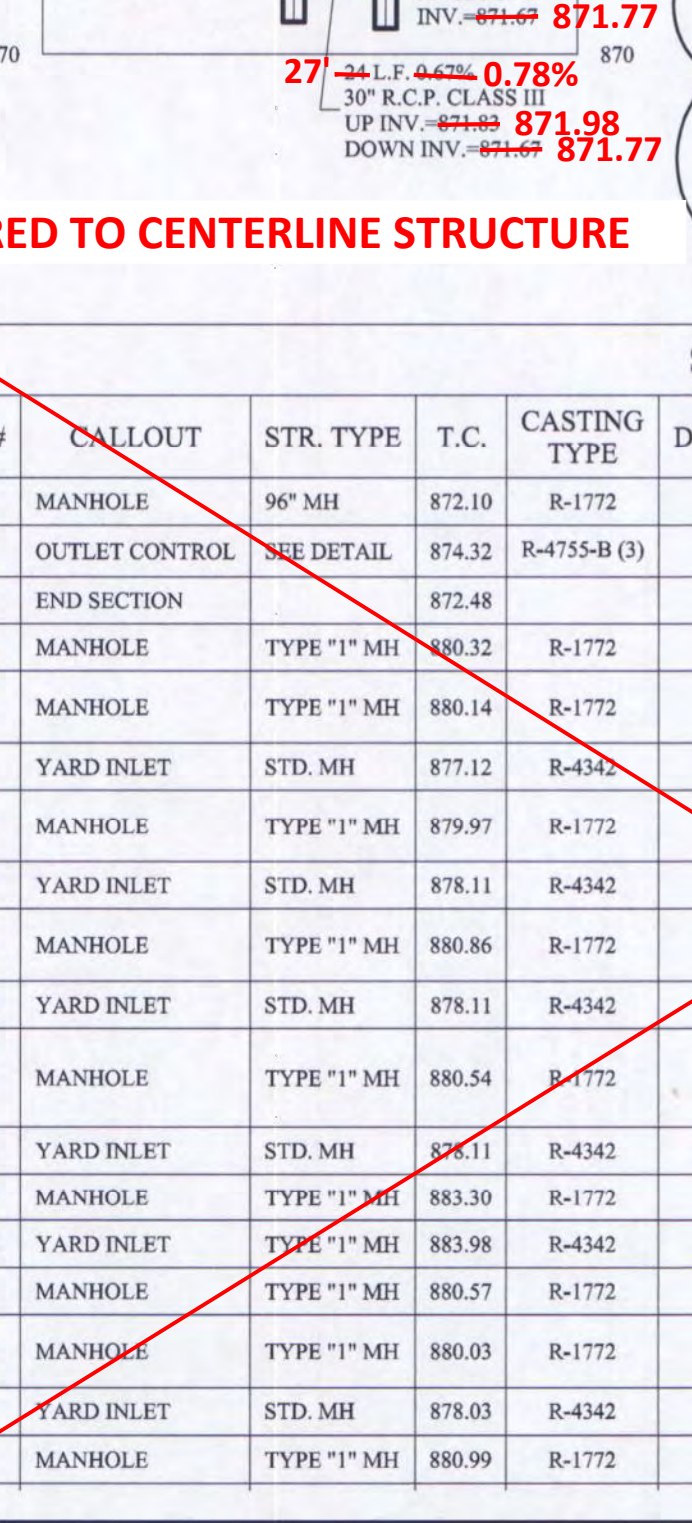 INV.=871.67 871.77
70
870
27' 24 L.F. 0.67% 0.78%
30" R.C.P. CLASS III
UP INV.=871.83 871.98
DOWN INV.=871.67 871.77
RED TO CENTERLINE STRUCTURE
# CALLOUT STR. TYPE T.C. CASTING TYPE D
MANHOLE 96" MH 872.10 R-1772
OUTLET CONTROL SEE DETAIL 874.32 R-4755-B (3)
END SECTION 872.48
MANHOLE TYPE "1" MH 880.32 R-1772
MANHOLE TYPE "1" MH 880.14 R-1772
YARD INLET STD. MH 877.12 R-4342
MANHOLE TYPE "1" MH 879.97 R-1772
YARD INLET STD. MH 878.11 R-4342
MANHOLE TYPE "1" MH 880.86 R-1772
YARD INLET STD. MH 878.11 R-4342
MANHOLE TYPE "1" MH 880.54 R-1772
YARD INLET STD. MH 878.11 R-4342
MANHOLE TYPE "1" MH 883.30 R-1772
YARD INLET TYPE "1" MH 883.98 R-4342
MANHOLE TYPE "1" MH 880.57 R-1772
MANHOLE TYPE "1" MH 880.03 R-1772
YARD INLET STD. MH 878.03 R-4342
MANHOLE TYPE "1" MH 880.99 R-1772